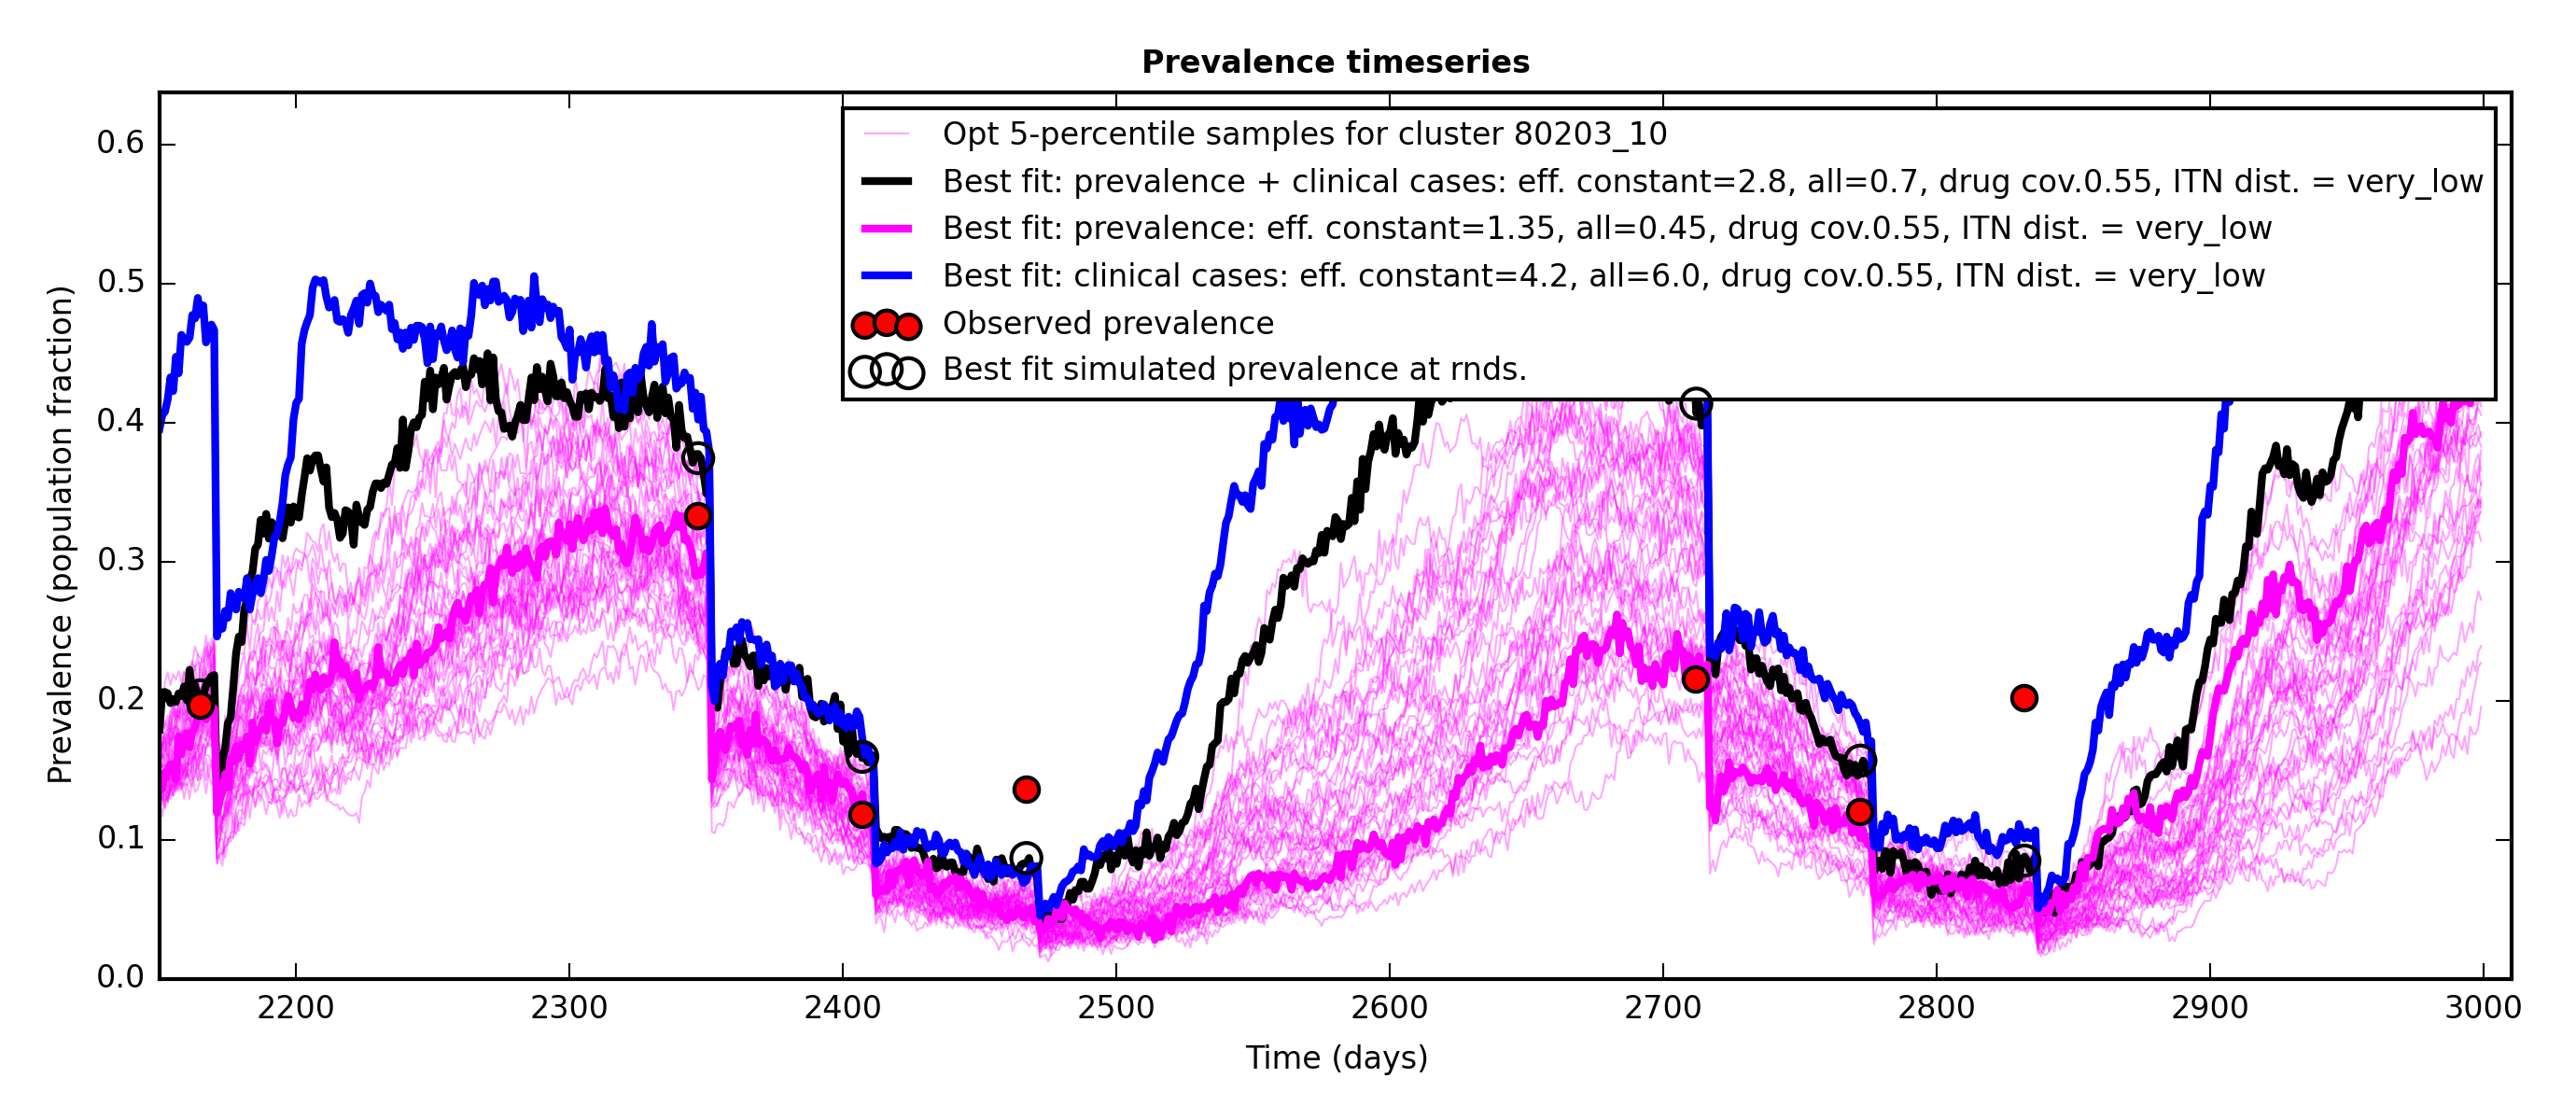 Prevalence timeseries
Opt 5-percentile samples for cluster 80203_10
Best fit: prevalence + clinical cases: eff. constant=2.8, all=0.7, drug cov.0.55, ITN dist. = very_low
Best fit: prevalence: eff. constant=1.35, all=0.45, drug cov.0.55, ITN dist. = very_low
Best fit: clinical cases: eff. constant=4.2, all=6.0, drug cov.0.55, ITN dist. = very_low
Observed prevalence
Best fit simulated prevalence at rnds.
Prevalence (population fraction)
0.6
0.5
0.4
0.3
0.2
0.1
0.0
2200 2300 2400 2500 2600 2700 2800 2900 3000
Time (days)